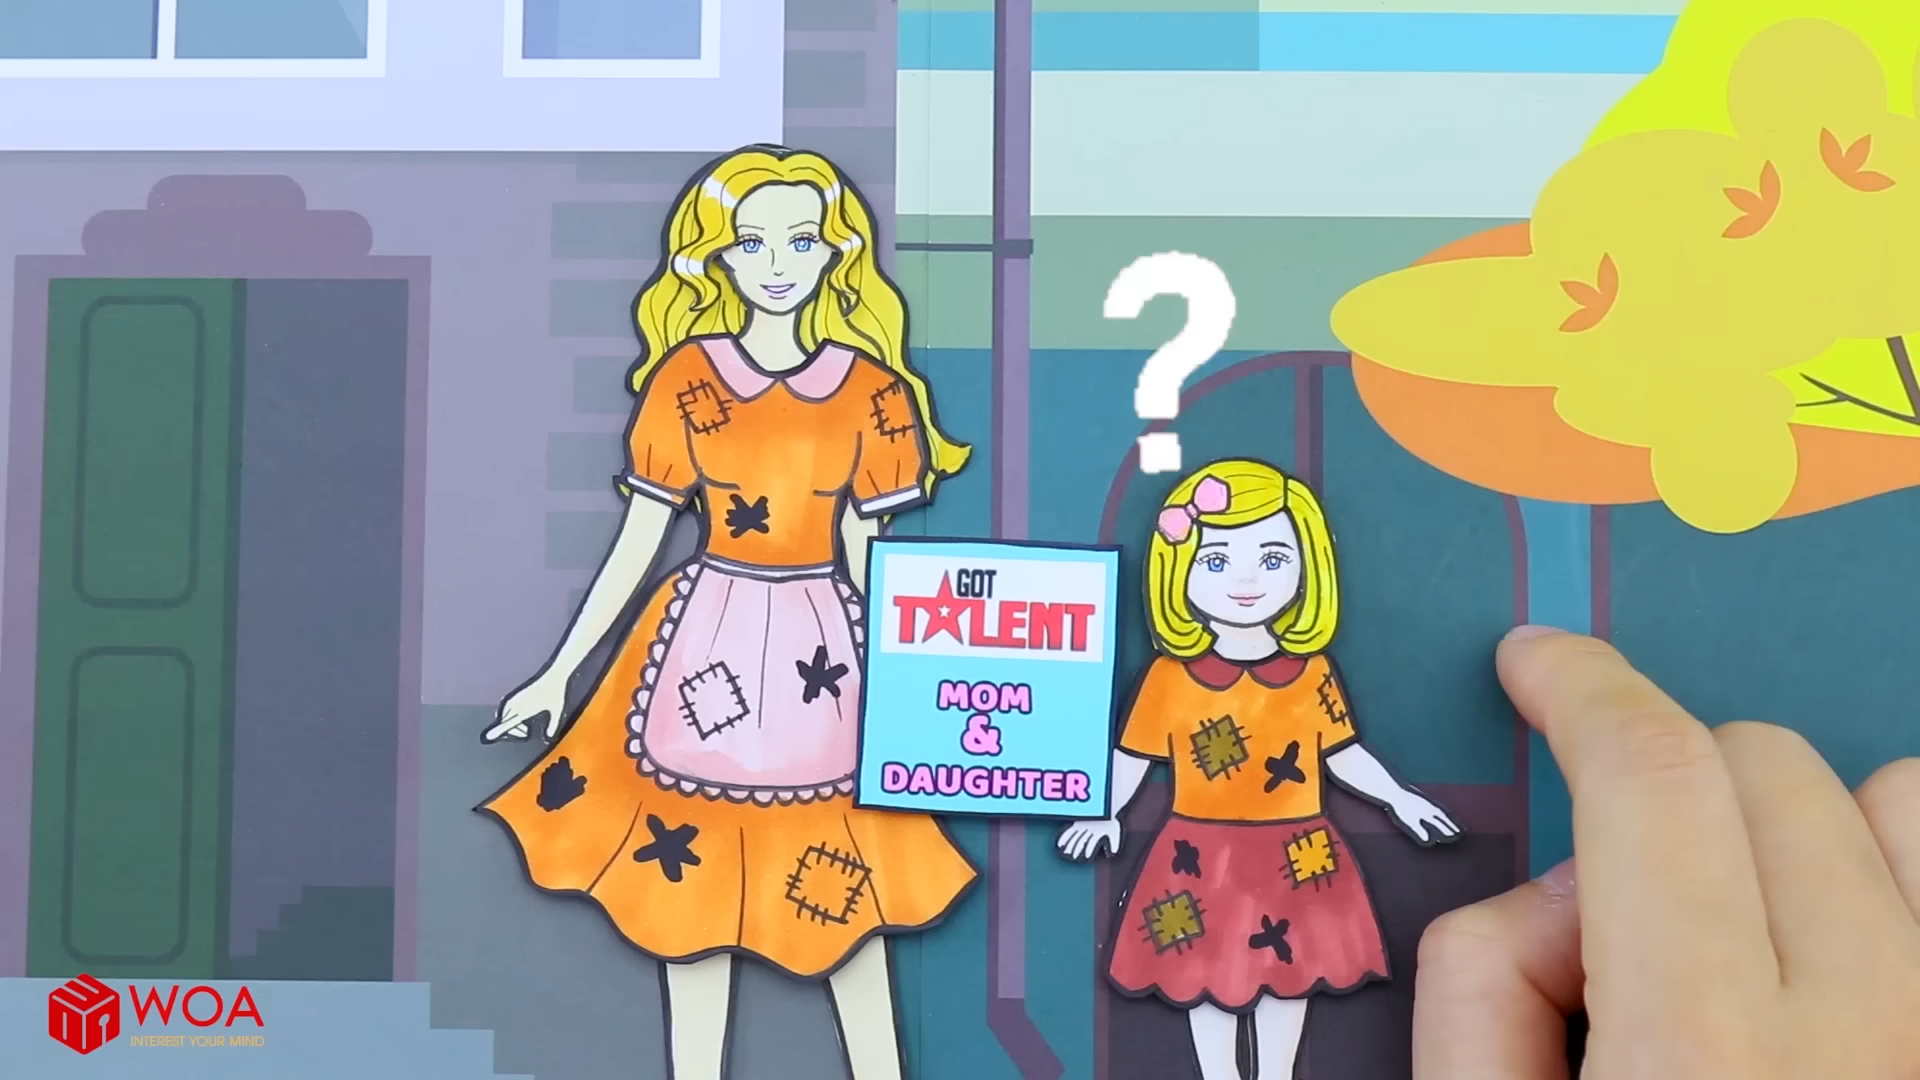 ?
GOT
TALENT
MOM
&
DAUGHTER
WOA
INTEREST YOUR MIND